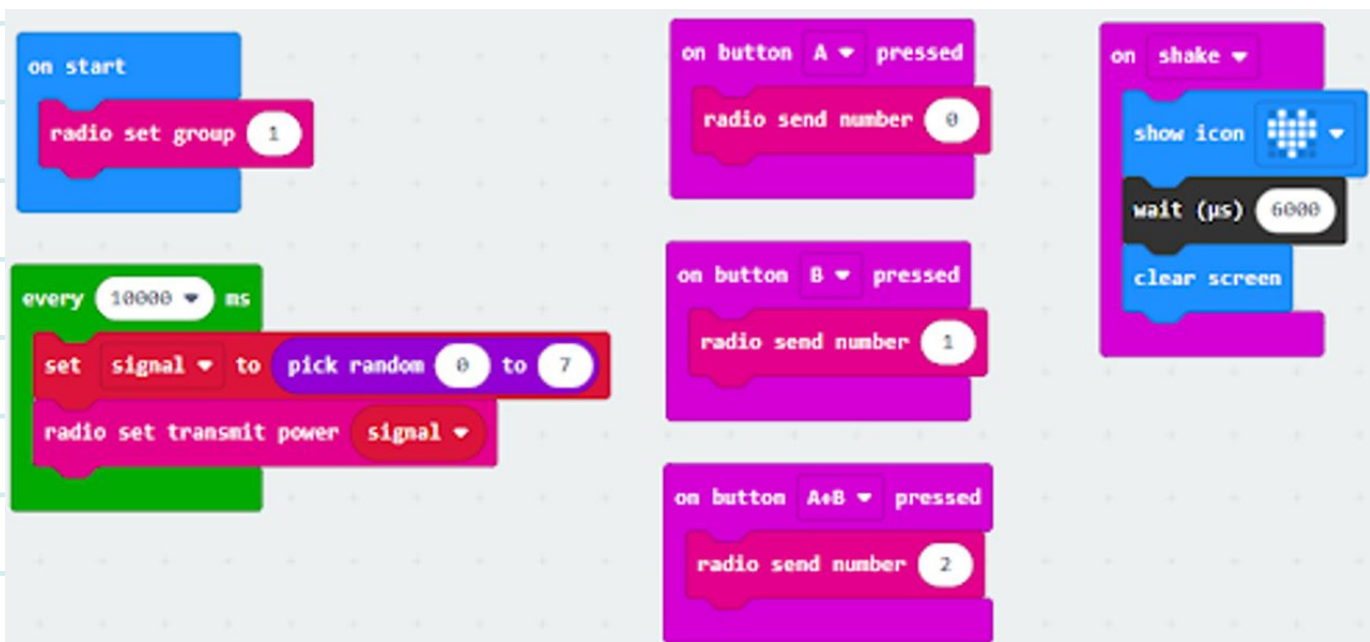 on start
radio set group 1
every 10000 ms
set signal to pick random 0 to 7
radio set transmit power signal
on button A pressed
radio send number 0
on button B pressed
radio send number 1
on button A+B pressed
radio send number 2
on shake
show icon
wait (µs) 6000
clear screen